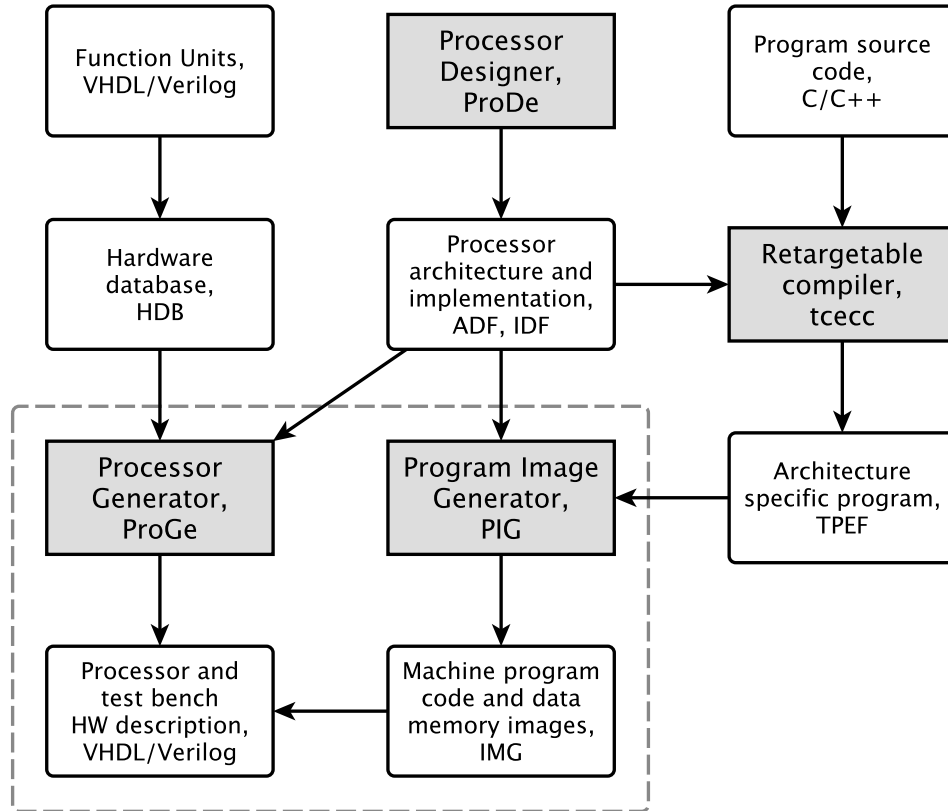 Function Units,
VHDL/Verilog
Processor
Designer,
ProDe
Program source
code,
C/C++
Hardware
database,
HDB
Processor
architecture and
implementation,
ADF, IDF
Retargetable
compiler,
tcecc
Processor
Generator,
ProGe
Program Image
Generator,
PIG
Architecture
specific program,
TPEF
Processor and
test bench
HW description,
VHDL/Verilog
Machine program
code and data
memory images,
IMG